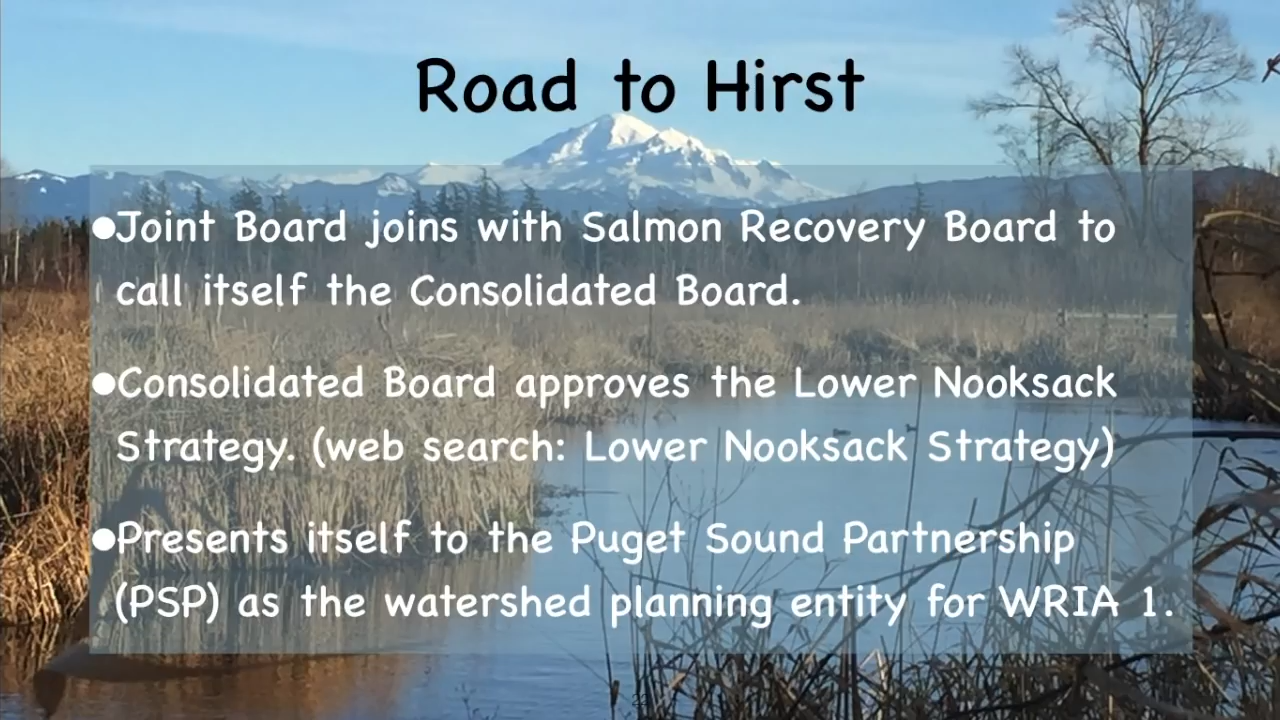 Road to Hirst
•Joint Board joins with Salmon Recovery Board to
call itself the Consolidated Board.
•Consolidated Board approves the Lower Nooksack
Strategy. (web search: Lower Nooksack Strategy)
•Presents itself to the Puget Sound Partnership
(PSP) as the watershed planning entity for WRIA 1.
22